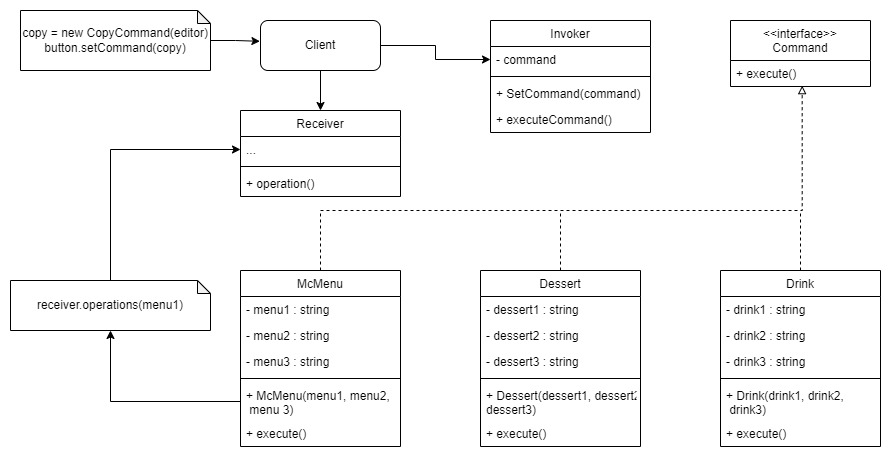 copy = new CopyCommand(editor)
button.setCommand(copy)
Client
Invoker
- command
+ SetCommand(command)
+ executeCommand()
<<interface>>
Command
+ execute()
Receiver
...
+ operation()
receiver.operations(menu1)
McMenu
- menu1 : string
- menu2 : string
- menu3 : string
+ McMenu(menu1, menu2,
menu 3)
+ execute()
Dessert
- dessert1 : string
- dessert2 : string
- dessert3 : string
+ Dessert(dessert1, dessert2
dessert3)
+ execute()
Drink
- drink1 : string
- drink2 : string
- drink3 : string
+ Drink(drink1, drink2,
drink3)
+ execute()